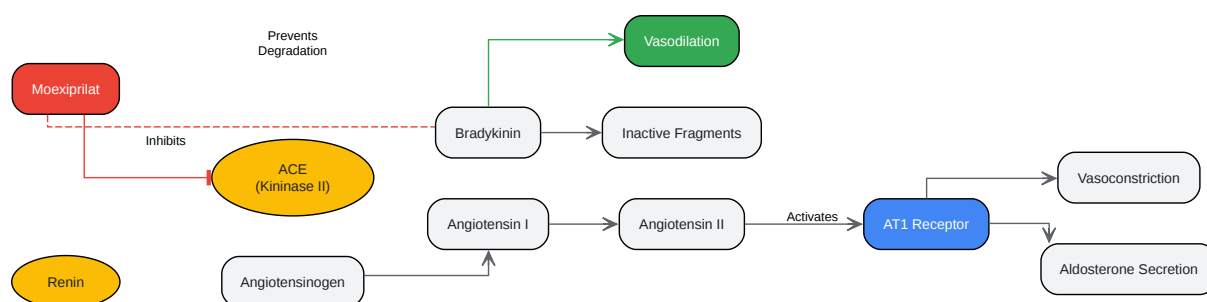 Prevents
Degradation
Vasodilation
Moexiprilat
Bradykinin
Inactive Fragments
Inhibits
ACE
(Kininase II)
Vasoconstriction
Angiotensin I
Angiotensin II
Activates
AT1 Receptor
Aldosterone Secretion
Renin
Angiotensinogen